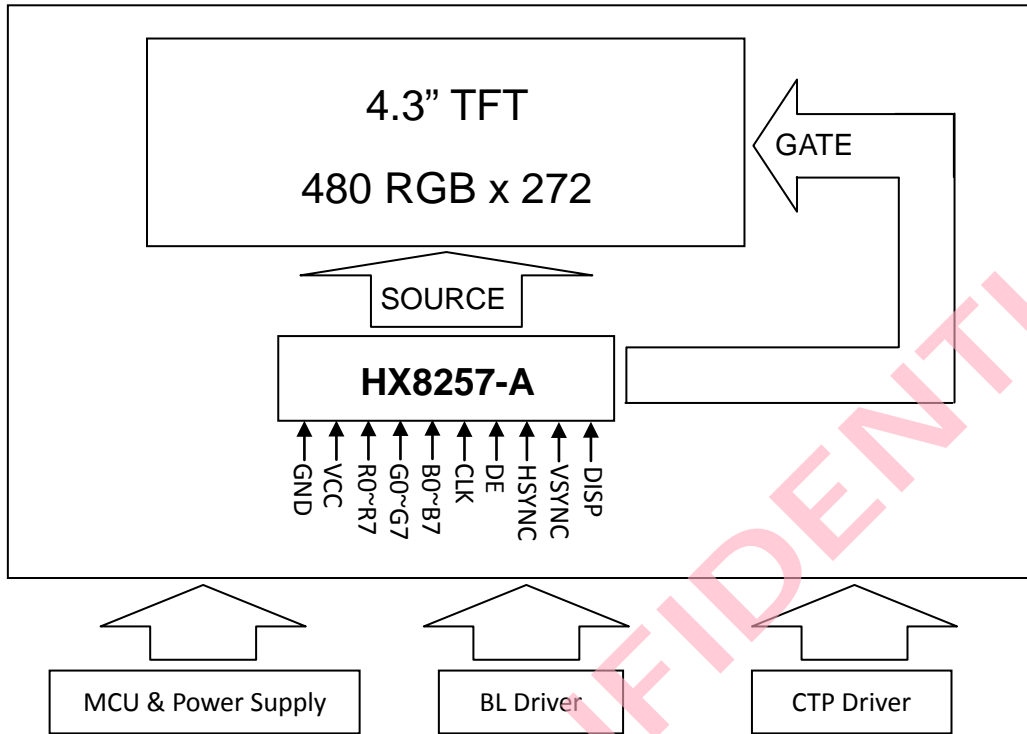 4.3” TFT
480 RGB x 272
GATE
SOURCE
HX8257-A
GND
VCC
R0~R7
G0~G7
B0~B7
CLK
DE
HSYNC
VSYNC
DISP
MCU & Power Supply
BL Driver
CTP Driver